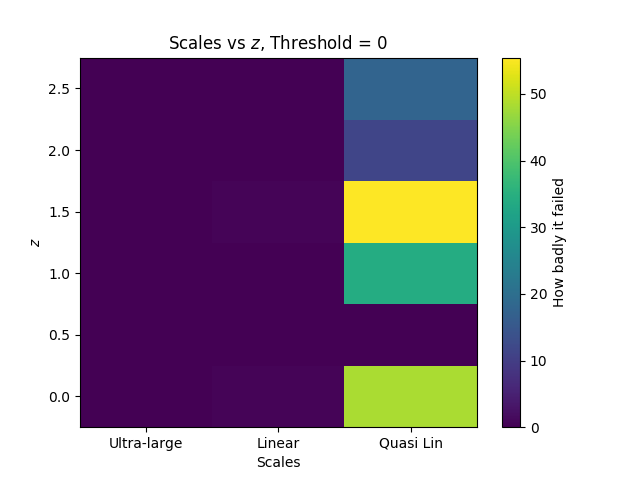 Scales vs z, Threshold = 0
2.5
2.0
1.5
1.0
0.5
0.0
z
Ultra-large Linear Quasi Lin
Scales
50
40
30
20
10
0
How badly it failed